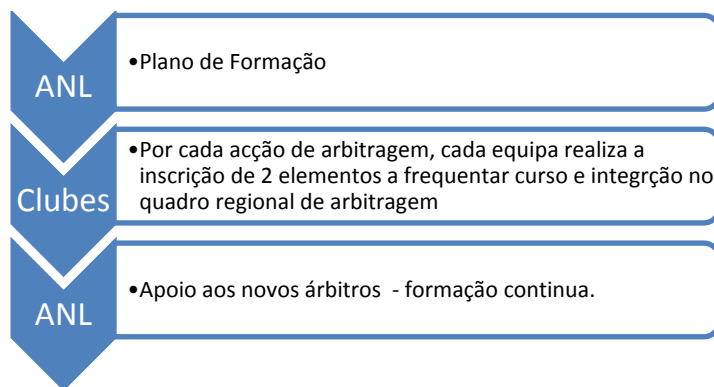 ANL
•Plano de Formação
Clubes
•Por cada acção de arbitragem, cada equipa realiza a
inscrição de 2 elementos a frequentar curso e integrção no
quadro regional de arbitragem
ANL
•Apoio aos novos árbitros - formação continua.